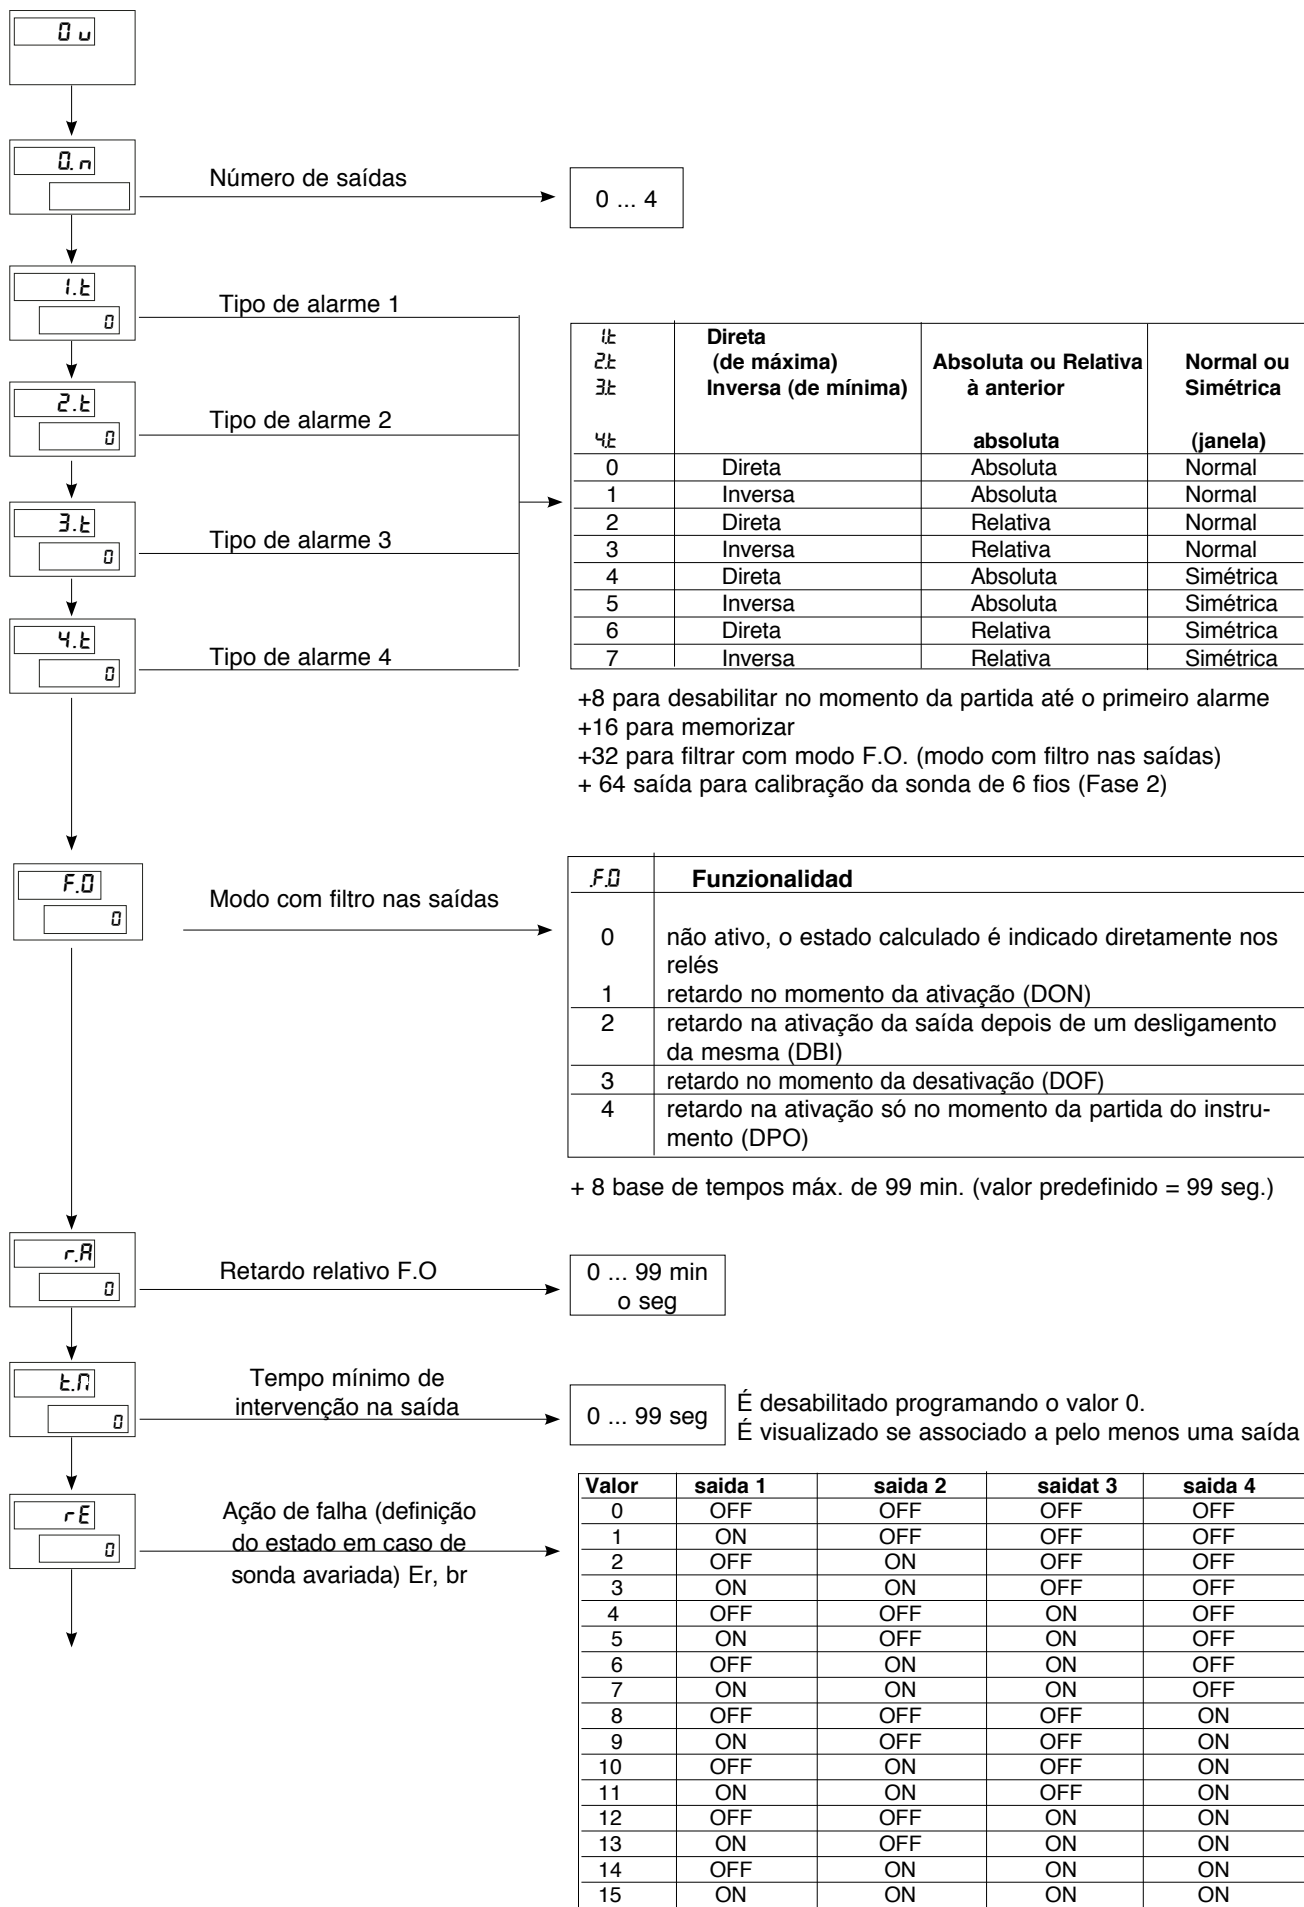 0u
0.n
Número de saídas
0 ... 4
1.t
0
Tipo de alarme 1
2.t
0
Tipo de alarme 2
3.t
0
Tipo de alarme 3
4.t
0
Tipo de alarme 4
1.t Direta
2.t (de máxima) Absoluta ou Relativa Normal ou
3.t Inversa (de mínima) à anterior Simétrica
4.t absoluta (janela)
0 Direta Absoluta Normal
1 Inversa Absoluta Normal
2 Direta Relativa Normal
3 Inversa Relativa Normal
4 Direta Absoluta Simétrica
5 Inversa Absoluta Simétrica
6 Direta Relativa Simétrica
7 Inversa Relativa Simétrica
+8 para desabilitar no momento da partida até o primeiro alarme
+16 para memorizar
+32 para filtrar com modo F.O. (modo com filtro nas saídas)
+ 64 saída para calibração da sonda de 6 fios (Fase 2)
F.0
0
Modo com filtro nas saídas
.F.0 Funzionalidad
0 não ativo, o estado calculado é indicado diretamente nos
relés
1 retardo no momento da ativação (DON)
2 retardo na ativação da saída depois de um desligamento
da mesma (DBI)
3 retardo no momento da desativação (DOF)
4 retardo na ativação só no momento da partida do instru-
mento (DPO)
+ 8 base de tempos máx. de 99 min. (valor predefinido = 99 seg.)
r.A
0
Retardo relativo F.O
0 ... 99 min
o seg
t.M
0
Tempo mínimo de
intervenção na saída
0 ... 99 seg
É desabilitado programando o valor 0.
É visualizado se associado a pelo menos uma saída
rE
0
Ação de falha (definição
do estado em caso de
sonda avariada) Er, br
Valor saida 1 saida 2 saidat 3 saida 4
0 OFF OFF OFF OFF
1 ON OFF OFF OFF
2 OFF ON OFF OFF
3 ON ON OFF OFF
4 OFF OFF ON OFF
5 ON OFF ON OFF
6 OFF ON ON OFF
7 ON ON ON OFF
8 OFF OFF OFF ON
9 ON OFF OFF ON
10 OFF ON OFF ON
11 ON ON OFF ON
12 OFF OFF ON ON
13 ON OFF ON ON
14 OFF ON ON ON
15 ON ON ON ON